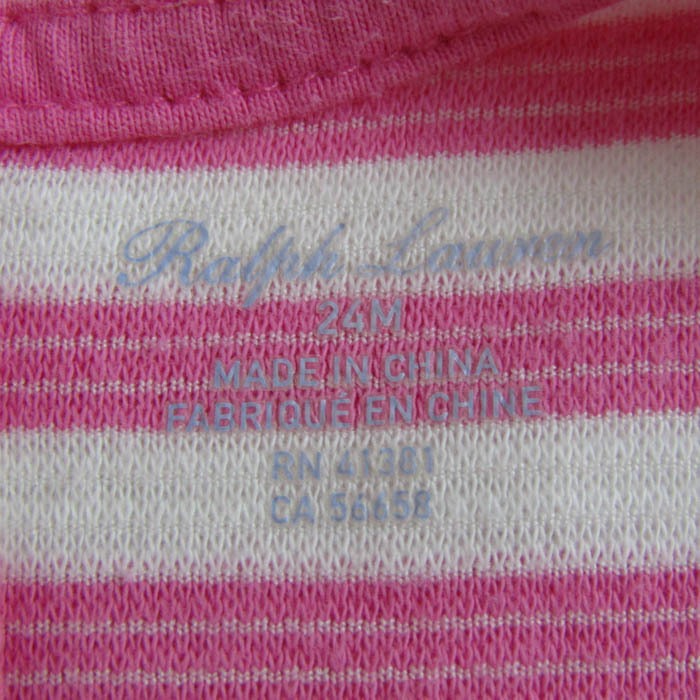 Ralph Lauren
24M
MADE IN CHINA
FABRIQUÉ EN CHINE
RN 41381
CA 56658